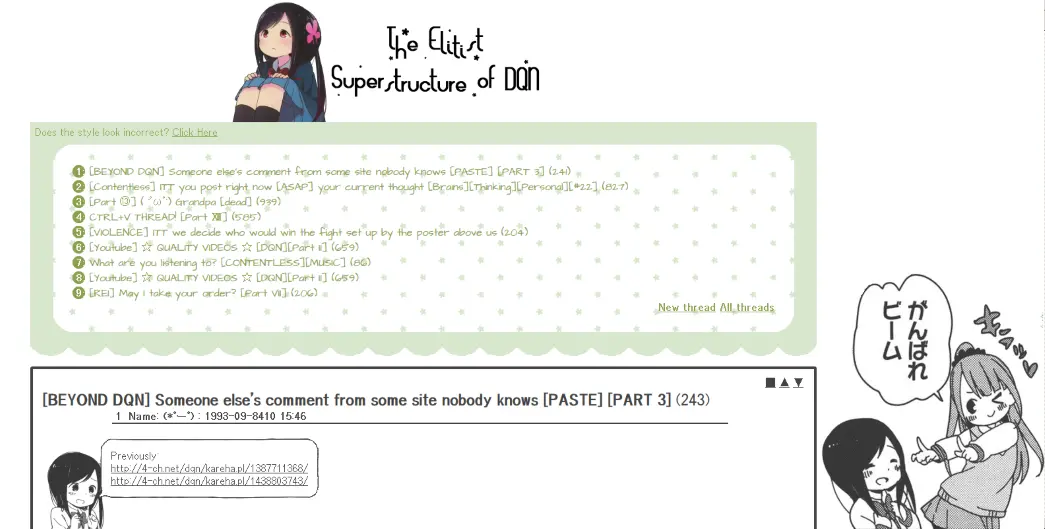 The Elitist
Superstructure of DQN
Does the style look incorrect? Click Here
1 [BEYOND DQN] Someone else's comment from some site nobody knows [PASTE] [PART 3] (241)
2 [Contentless] ITT you post right now [ASAP] your current thought [Brains][Thinking][Personal][#22] (827)
3 [Part ◎] ( ´ω`) Grandpa [dead] (939)
4 CTRL+V THREAD! [Part XIII] (585)
5 [VIOLENCE] ITT we decide who would win the fight set up by the poster above us (204)
6 [Youtube] ☆ QUALITY VIDEOS ☆ [DQN][Part II] (659)
7 What are you listening to? [CONTENTLESS][MUSIC] (86)
8 [Youtube] ☆ QUALITY VIDEOS ☆ [DQN][Part II] (659)
9 [REI] May I take your order? [Part VII] (206)
New thread All threads
■ ▲ ▼
[BEYOND DQN] Someone else's comment from some site nobody knows [PASTE] [PART 3] (243)
1 Name: (*ﾟーﾟ) : 1993-09-8410 15:46
Previously:
http://4-ch.net/dqn/kareha.pl/1387711368/
http://4-ch.net/dqn/kareha.pl/1438803743/
がんばれ
ビーム